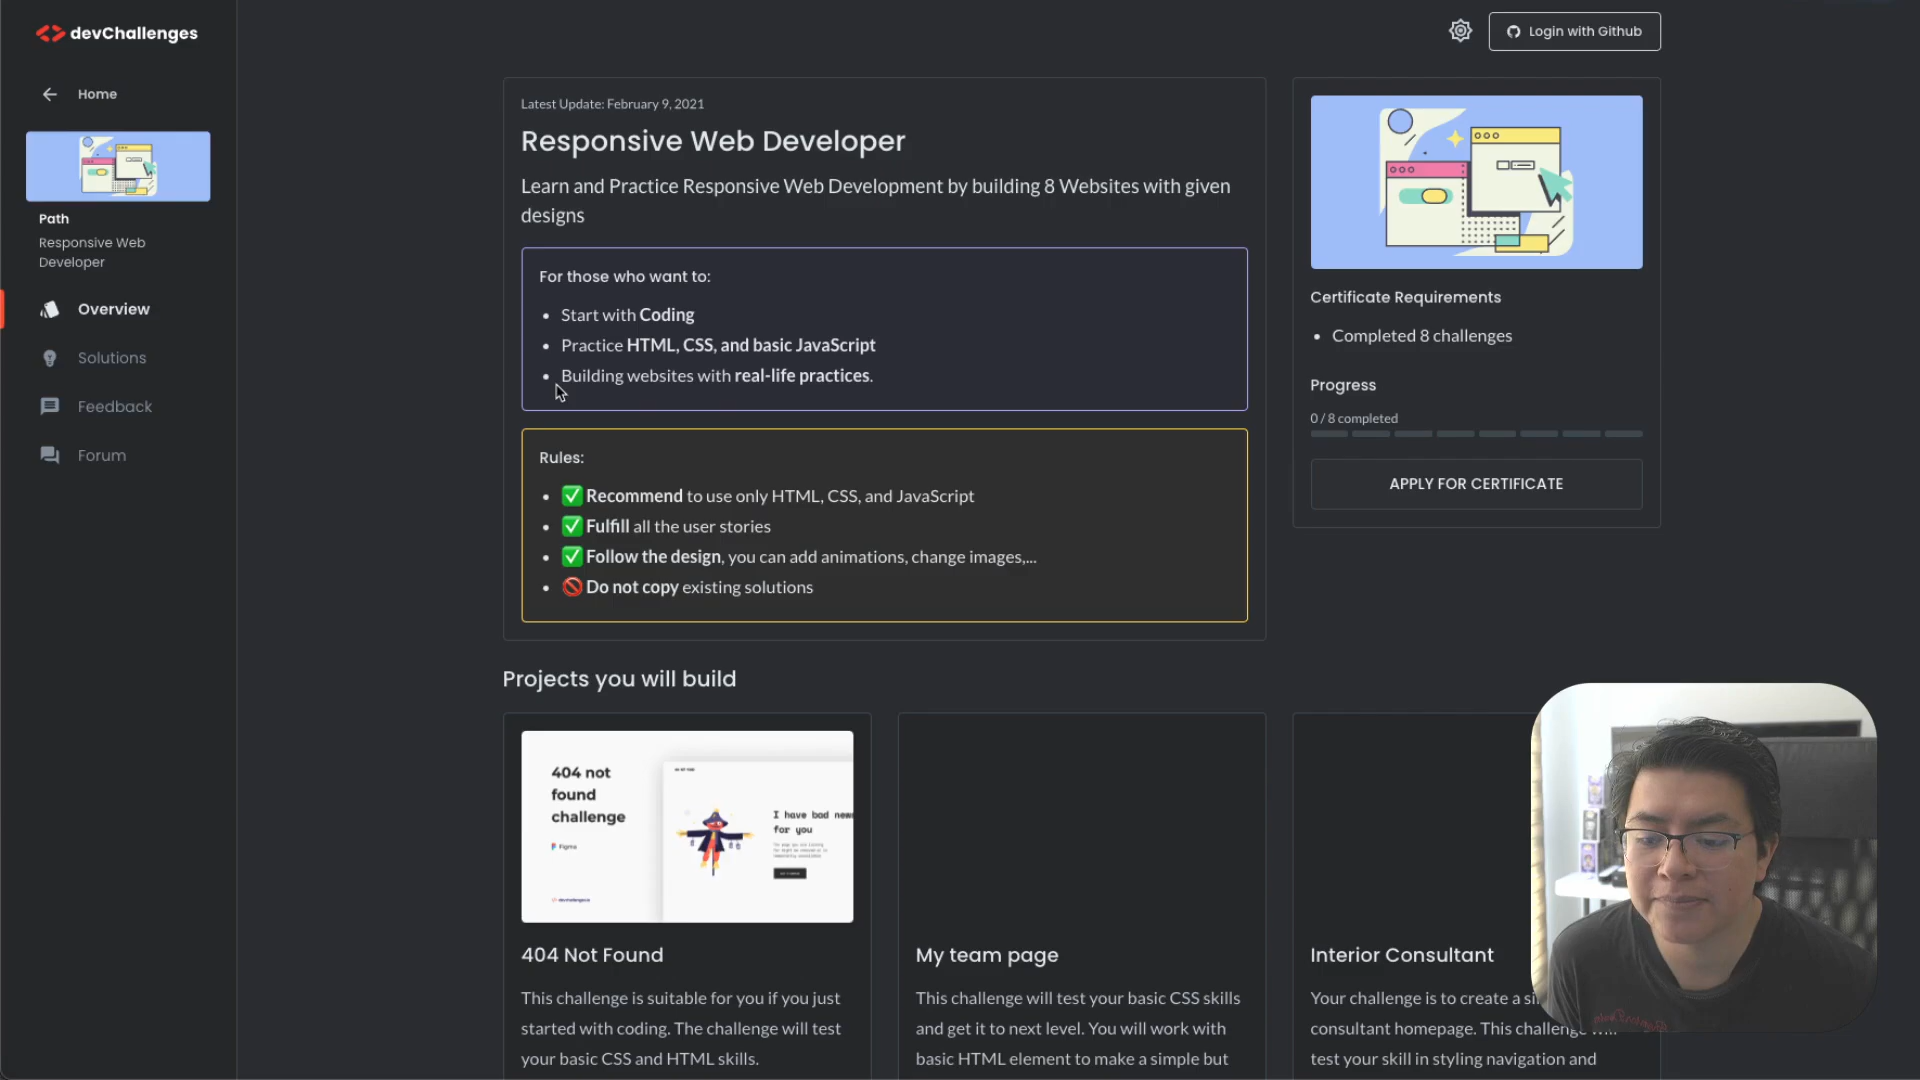 devChallenges
Login with Github
Home
Path
Responsive Web
Developer
Overview
Solutions
Feedback
Forum
Latest Update: February 9, 2021
Responsive Web Developer
Learn and Practice Responsive Web Development by building 8 Websites with given
designs
For those who want to:
• Start with Coding
• Practice HTML, CSS, and basic JavaScript
• Building websites with real-life practices.
Rules:
• ✅ Recommend to use only HTML, CSS, and JavaScript
• ✅ Fulfill all the user stories
• ✅ Follow the design, you can add animations, change images,...
• 🚫 Do not copy existing solutions
Certificate Requirements
• Completed 8 challenges
Progress
0 / 8 completed
APPLY FOR CERTIFICATE
Projects you will build
404 not
found
challenge
Figma
devchallenges
I have bad news
for you
404 Not Found
This challenge is suitable for you if you just
started with coding. The challenge will test
your basic CSS and HTML skills.
My team page
This challenge will test your basic CSS skills
and get it to next level. You will work with
basic HTML element to make a simple but
Interior Consultant
Your challenge is to create a
consultant homepage. This challenge
test your skill in styling navigation and